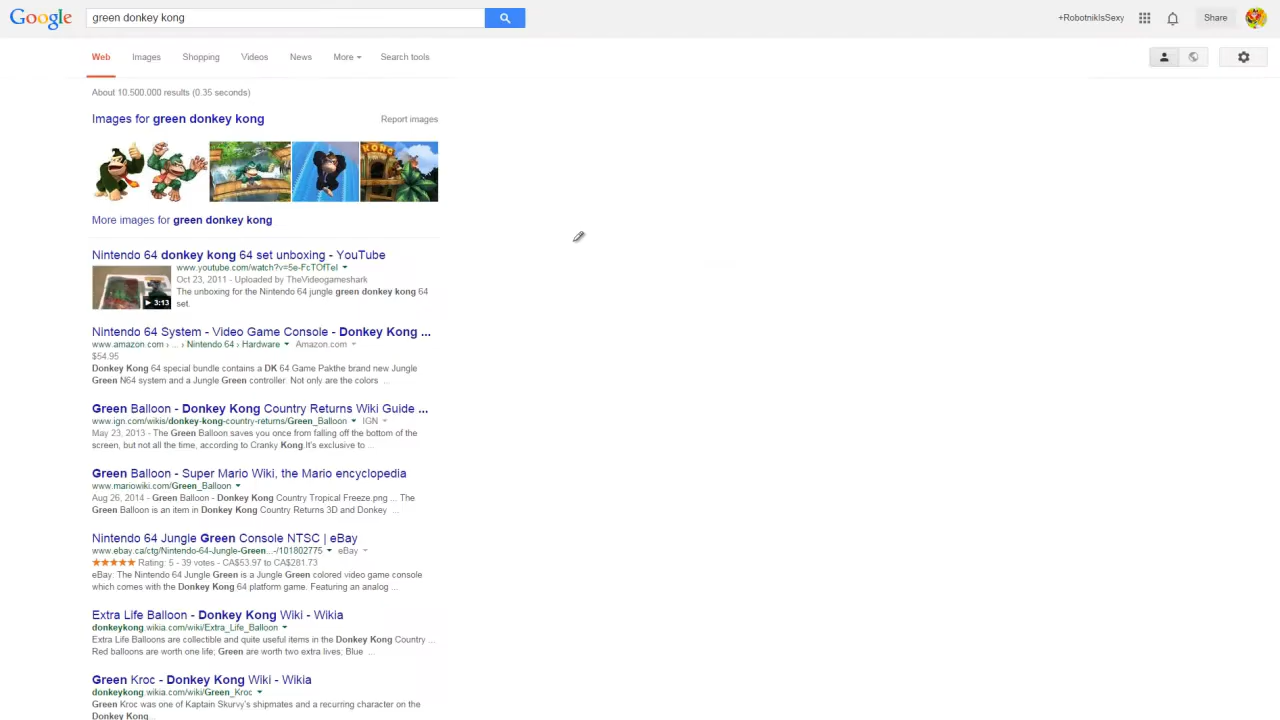 Google
green donkey kong
+RobotnikIsSexy
Share
Web Images Shopping Videos News More Search tools
About 10.500.000 results (0.35 seconds)
Images for green donkey kong
Report images
KONG
More images for green donkey kong
Nintendo 64 donkey kong 64 set unboxing - YouTube
www.youtube.com/watch?v=5e-FcTOfTeI
Oct 23, 2011 - Uploaded by TheVideogameshark
The unboxing for the Nintendo 64 jungle green donkey kong 64
set.
3:13
Nintendo 64 System - Video Game Console - Donkey Kong ...
www.amazon.com › ... › Nintendo 64 › Hardware Amazon.com
$54.95
Donkey Kong 64 special bundle contains a DK 64 Game Pakthe brand new Jungle
Green N64 system and a Jungle Green controller. Not only are the colors ...
Green Balloon - Donkey Kong Country Returns Wiki Guide ...
www.ign.com/wikis/donkey-kong-country-returns/Green_Balloon IGN
May 23, 2013 - The Green Balloon saves you once from falling off the bottom of the
screen, but not all the time, according to Cranky Kong.It's exclusive to ...
Green Balloon - Super Mario Wiki, the Mario encyclopedia
www.mariowiki.com/Green_Balloon
Aug 26, 2014 - Green Balloon - Donkey Kong Country Tropical Freeze.png ... The
Green Balloon is an item in Donkey Kong Country Returns 3D and Donkey ...
Nintendo 64 Jungle Green Console NTSC | eBay
www.ebay.ca/ctg/Nintendo-64-Jungle-Green...-/101802775 eBay
Rating: 5 - 39 votes - CA$53.97 to CA$281.73
eBay: The Nintendo 64 Jungle Green is a Jungle Green colored video game console
which comes with the Donkey Kong 64 platform game. Featuring an analog ...
Extra Life Balloon - Donkey Kong Wiki - Wikia
donkeykong.wikia.com/wiki/Extra_Life_Balloon
Extra Life Balloons are collectible and quite useful items in the Donkey Kong Country ...
Red balloons are worth one life; Green are worth two extra lives; Blue ...
Green Kroc - Donkey Kong Wiki - Wikia
donkeykong.wikia.com/wiki/Green_Kroc
Green Kroc was one of Kaptain Skurvy's shipmates and a recurring character on the
Donkey Kong...